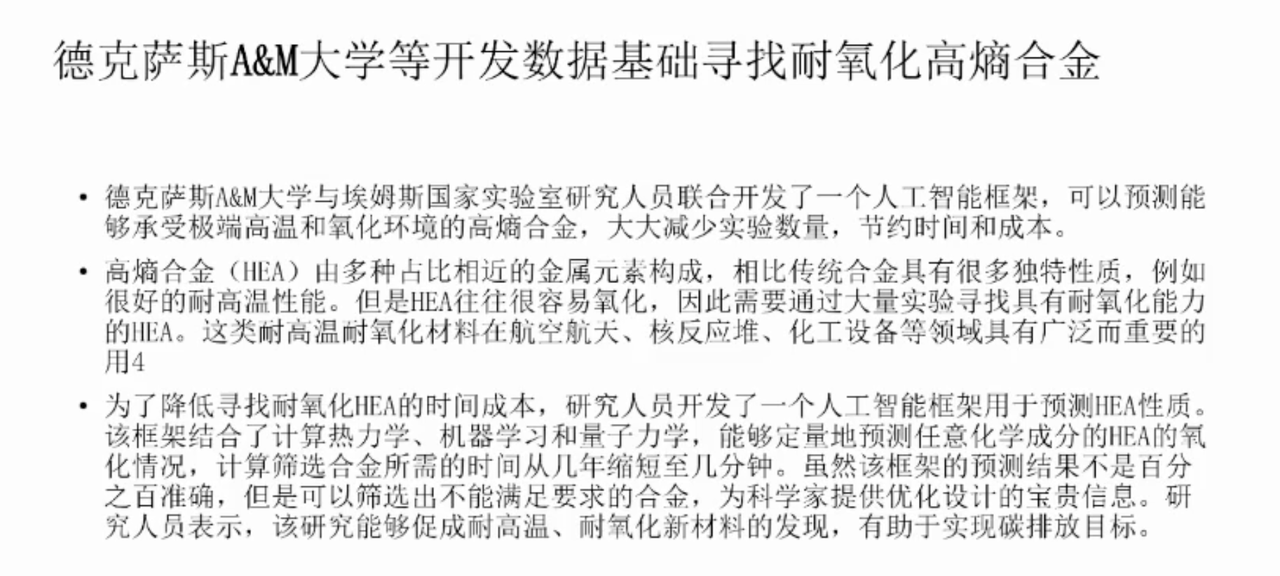 德克萨斯A&M大学等开发数据基础寻找耐氧化高熵合金
• 德克萨斯A&M大学与埃姆斯国家实验室研究人员联合开发了一个人工智能框架，可以预测能
够承受极端高温和氧化环境的高熵合金，大大减少实验数量，节约时间和成本。
• 高熵合金（HEA）由多种占比相近的金属元素构成，相比传统合金具有很多独特性质，例如
很好的耐高温性能。但是HEA往往很容易氧化，因此需要通过大量实验寻找具有耐氧化能力
的HEA。这类耐高温耐氧化材料在航空航天、核反应堆、化工设备等领域具有广泛而重要的
用4
• 为了降低寻找耐氧化HEA的时间成本，研究人员开发了一个人工智能框架用于预测HEA性质。
该框架结合了计算热力学、机器学习和量子力学，能够定量地预测任意化学成分的HEA的氧
化情况，计算筛选合金所需的时间从几年缩短至几分钟。虽然该框架的预测结果不是百分
之百准确，但是可以筛选出不能满足要求的合金，为科学家提供优化设计的宝贵信息。研
究人员表示，该研究能够促成耐高温、耐氧化新材料的发现，有助于实现碳排放目标。